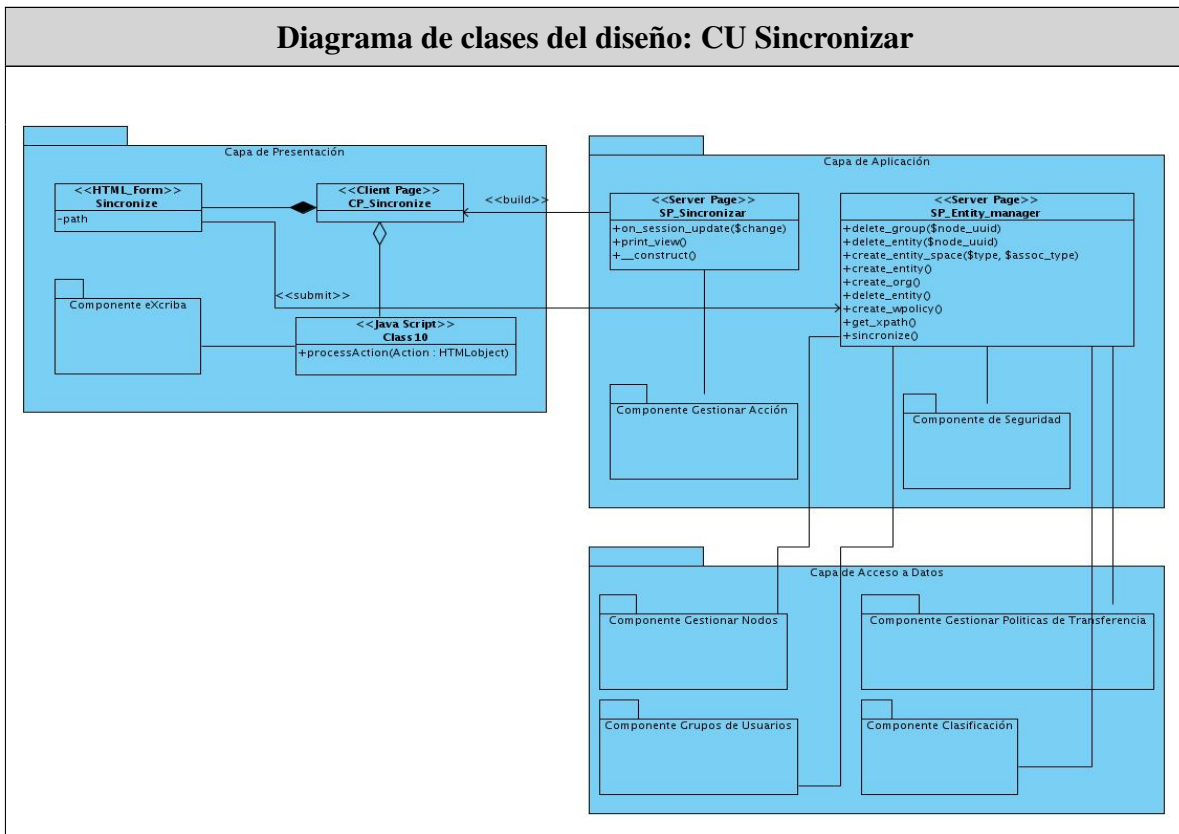 Diagrama de clases del diseño: CU Sincronizar
Capa de Presentación
<<HTML_Form>>
Sincronize
-path
<<Client Page>>
CP_Sincronize
<<build>>
Componente eXcriba
<<submit>>
<<Java Script>>
Class10
+processAction(Action : HTMLobject)
Capa de Aplicación
<<Server Page>>
SP_Sincronizar
+on_session_update($change)
+print_view()
+__construct()
<<Server Page>>
SP_Entity_manager
+delete_group($node_uuid)
+delete_entity($node_uuid)
+create_entity_space($type, $assoc_type)
+create_entity()
+create_org()
+delete_entity()
+create_wpolicy()
+get_xpath()
+sincronize()
Componente Gestionar Acción
Componente de Seguridad
Capa de Acceso a Datos
Componente Gestionar Nodos
Componente Gestionar Politicas de Transferencia
Componente Grupos de Usuarios
Componente Clasificación